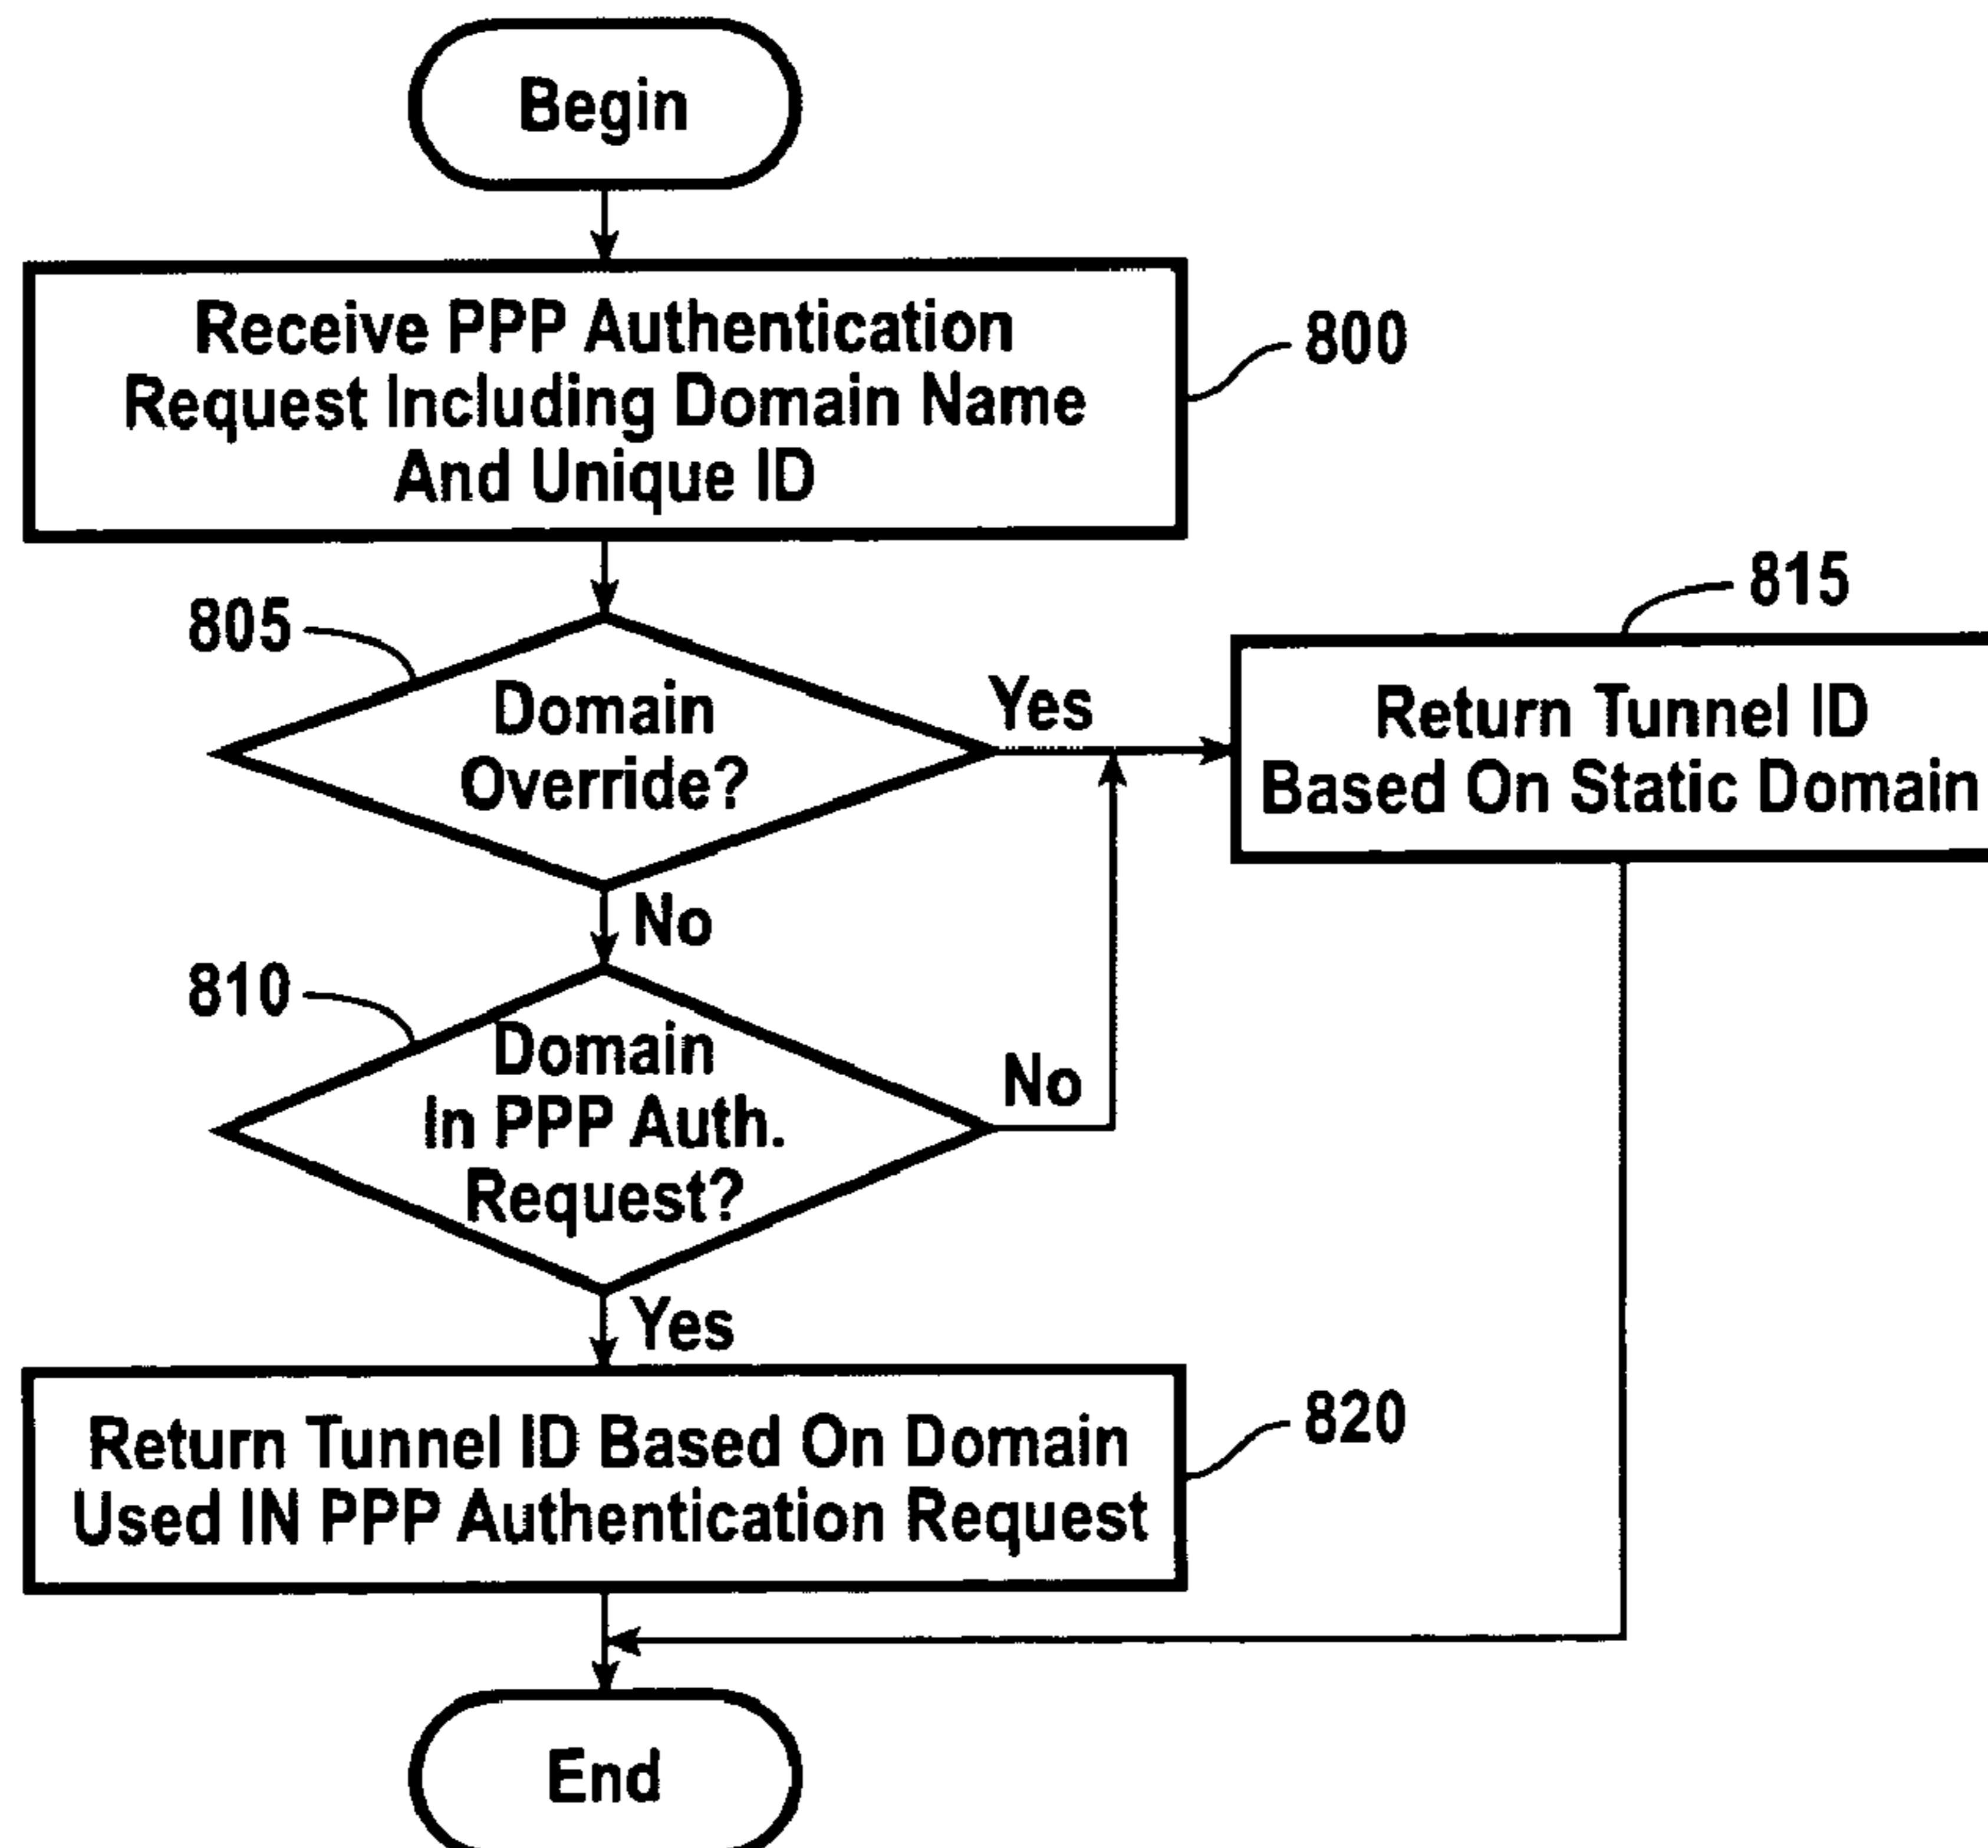 Begin
Receive PPP Authentication
Request Including Domain Name
And Unique ID
800
805
Domain
Override?
Yes
815
Return Tunnel ID
Based On Static Domain
No
810
Domain
In PPP Auth.
Request?
No
Yes
Return Tunnel ID Based On Domain
Used IN PPP Authentication Request
820
End